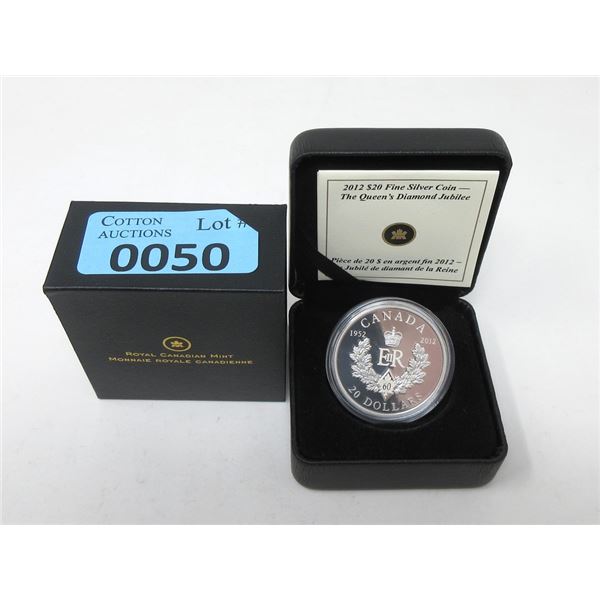 COTTON
AUCTIONS
Lot #
0050
ROYAL CANADIAN MINT
MONNAIE ROYALE CANADIENNE
2012 $20 Fine Silver Coin —
The Queen's Diamond Jubilee
Pièce de 20 $ en argent fin 2012 –
Jubilé de diamant de la Reine
CANADA
1952 2012
EIIR
60
20 DOLLARS